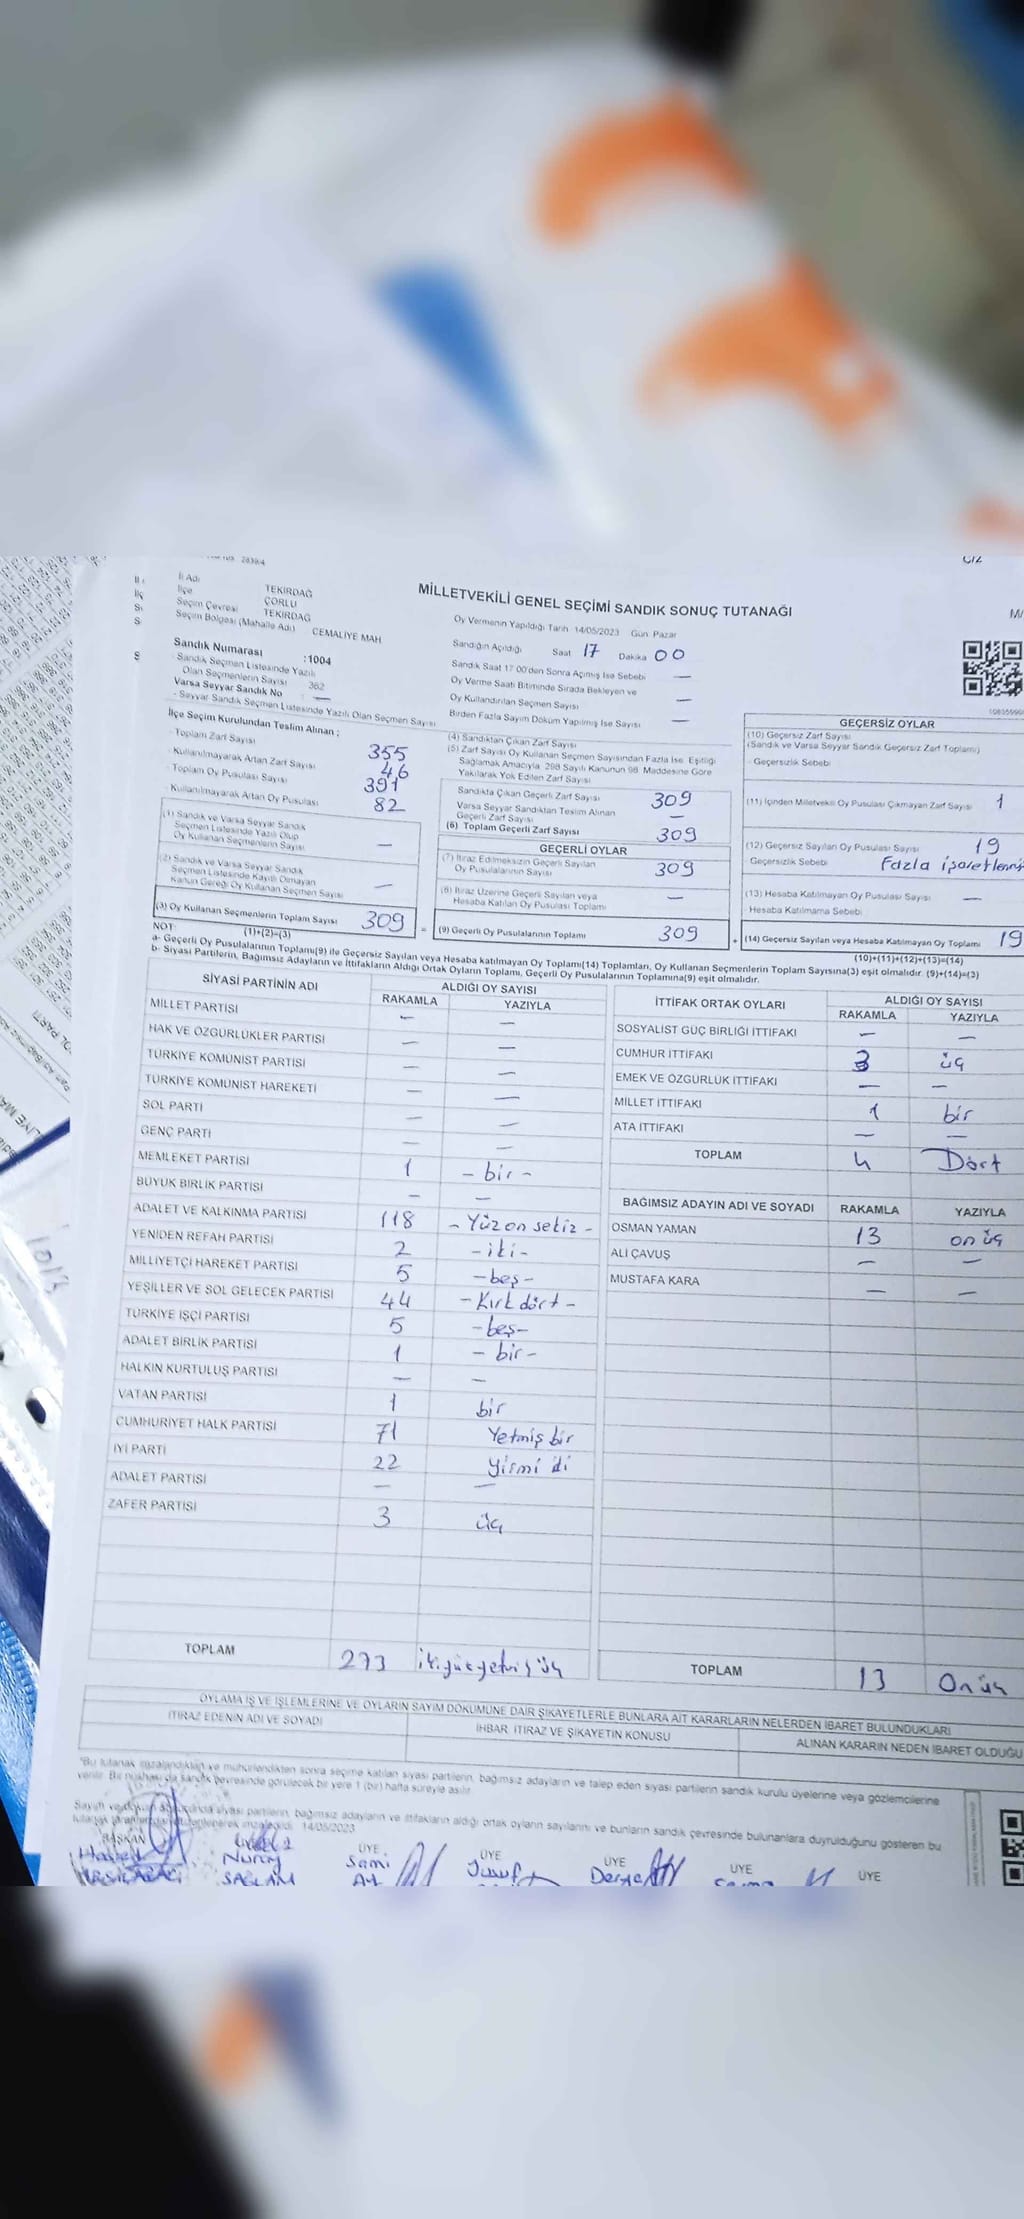 MİLLETVEKİLİ GENEL SEÇİMİ SANDIK SONUÇ TUTANAĞI
İl Adı TEKİRDAĞ
İlçe ÇORLU
Seçim Çevresi TEKİRDAĞ
Seçim Bölgesi (Mahalle Adı) CEMALİYE MAH
Sandık Numarası :1004
Sandık Seçmen Listesinde Yazılı
Olan Seçmenlerin Sayısı : 362
Varsa Seyyar Sandık No : —
- Seyyar Sandık Seçmen Listesinde Yazılı Olan Seçmen Sayısı
Oy Vermenin Yapıldığı Tarih 14/05/2023 Gün Pazar
Sandığın Açıldığı Saat 17 Dakika 00
Sandık Saat 17 00'den Sonra Açılmış İse Sebebi —
Oy Verme Saati Bitiminde Sırada Bekleyen ve
Oy Kullandırılan Seçmen Sayısı —
Birden Fazla Sayım Döküm Yapılmış İse Sayısı —
İlçe Seçim Kurulundan Teslim Alınan ;
- Toplam Zarf Sayısı 355
Kullanılmayarak Artan Zarf Sayısı 46
Toplam Oy Pusulası Sayısı 391
Kullanılmayarak Artan Oy Pusulası 82
(1) Sandık ve Varsa Seyyar Sandık
Seçmen Listesinde Yazılı Olup
Oy Kullanan Seçmenlerin Sayısı —
(2) Sandık ve Varsa Seyyar Sandık
Seçmen Listesinde Kayıtlı Olmayan
Kanun Gereği Oy Kullanan Seçmen Sayısı —
(3) Oy Kullanan Seçmenlerin Toplam Sayısı 309
(1)+(2)=(3)
(4) Sandıktan Çıkan Zarf Sayısı
(5) Zarf Sayısı Oy Kullanan Seçmen Sayısından Fazla İse Eşitliği
Sağlamak Amacıyla 298 Sayılı Kanunun 98 Maddesine Göre
Yakılarak Yok Edilen Zarf Sayısı
Sandıkta Çıkan Geçerli Zarf Sayısı 309
Varsa Seyyar Sandıktan Teslim Alınan
Geçerli Zarf Sayısı —
(6) Toplam Geçerli Zarf Sayısı 309
GEÇERLİ OYLAR
(7) İtiraz Edilmeksizin Geçerli Sayılan
Oy Pusulalarının Sayısı 309
(8) İtiraz Üzerine Geçerli Sayılan veya
Hesaba Katılan Oy Pusulası Toplamı —
= (9) Geçerli Oy Pusulalarının Toplamı 309
GEÇERSİZ OYLAR
(10) Geçersiz Zarf Sayısı
(Sandık ve Varsa Seyyar Sandık Geçersiz Zarf Toplamı)
Geçersizlik Sebebi
(11) İçinden Milletvekili Oy Pusulası Çıkmayan Zarf Sayısı 1
(12) Geçersiz Sayılan Oy Pusulası Sayısı 19
Geçersizlik Sebebi Fazla
(13) Hesaba Katılmayan Oy Pusulası Sayısı —
Hesaba Katılmama Sebebi
+ (14) Geçersiz Sayılan veya Hesaba Katılmayan Oy Toplamı 19
(10)+(11)+(12)+(13)=(14)
NOT:
a- Geçerli Oy Pusulalarının Toplamı(9) ile Geçersiz Sayılan veya Hesaba katılmayan Oy Toplamı(14) Toplamları, Oy Kullanan Seçmenlerin Toplam Sayısına(3) eşit olmalıdır. (9)+(14)=(3)
b- Siyasi Partilerin, Bağımsız Adayların ve İttifakların Aldığı Ortak Oyların Toplamı, Geçerli Oy Pusulalarının Toplamına(9) eşit olmalıdır.
SİYASİ PARTİNİN ADI ALDIĞI OY SAYISI
RAKAMLA YAZIYLA
MİLLET PARTİSİ — —
HAK VE ÖZGÜRLÜKLER PARTİSİ — —
TÜRKİYE KOMÜNİST PARTİSİ — —
TÜRKİYE KOMÜNİST HAREKETİ — —
SOL PARTİ — —
GENÇ PARTİ — —
MEMLEKET PARTİSİ 1 - bir -
BÜYÜK BİRLİK PARTİSİ — —
ADALET VE KALKINMA PARTİSİ 118 - Yüzon sekiz -
YENİDEN REFAH PARTİSİ 2 - iki -
MİLLİYETÇİ HAREKET PARTİSİ 5 - beş -
YEŞİLLER VE SOL GELECEK PARTİSİ 44 - Kırk dört -
TÜRKİYE İŞÇİ PARTİSİ 5 - beş -
ADALET BİRLİK PARTİSİ 1 - bir -
HALKIN KURTULUŞ PARTİSİ — —
VATAN PARTİSİ 1 bir
CUMHURİYET HALK PARTİSİ 71 Yetmiş bir
İYİ PARTİ 22 Yirmi
ADALET PARTİSİ — —
ZAFER PARTİSİ 3 üç
TOPLAM 273
İTTİFAK ORTAK OYLARI ALDIĞI OY SAYISI
RAKAMLA YAZIYLA
SOSYALİST GÜÇ BİRLİĞİ İTTİFAKI — —
CUMHUR İTTİFAKI 3 üç
EMEK VE ÖZGÜRLÜK İTTİFAKI — —
MİLLET İTTİFAKI 1 bir
ATA İTTİFAKI — —
TOPLAM 4 Dört
BAĞIMSIZ ADAYIN ADI VE SOYADI RAKAMLA YAZIYLA
OSMAN YAMAN 13 on üç
ALİ ÇAVUŞ — —
MUSTAFA KARA — —
TOPLAM 13 Onüç
OYLAMA İŞ VE İŞLEMLERİNE VE OYLARIN SAYIM DÖKÜMÜNE DAİR ŞİKAYETLERLE BUNLARA AİT KARARLARIN NELERDEN İBARET BULUNDUKLARI
İTİRAZ EDENİN ADI VE SOYADI İHBAR, İTİRAZ VE ŞİKAYETİN KONUSU ALINAN KARARIN NEDEN İBARET OLDUĞU
"Bu tutanak imzalandıktan ve mühürlendikten sonra seçime katılan siyasi partilerin, bağımsız adayların ve talep eden siyasi partilerin sandık kurulu üyelerine veya gözlemcilerine
verilir. Bir nüshası da sandık çevresinde görülecek bir yere 1 (bir) hafta süreyle asılır.
siyasi partilerin, bağımsız adayların ve ittifakların aldığı ortak oyların sayılarını ve bunların sandık çevresinde bulunanlara duyrulduğunu gösteren bu
14/05/2023
BAŞKAN ÜYE ÜYE ÜYE ÜYE ÜYE
Nuray Sami Yusuf Derya
SAĞLAM